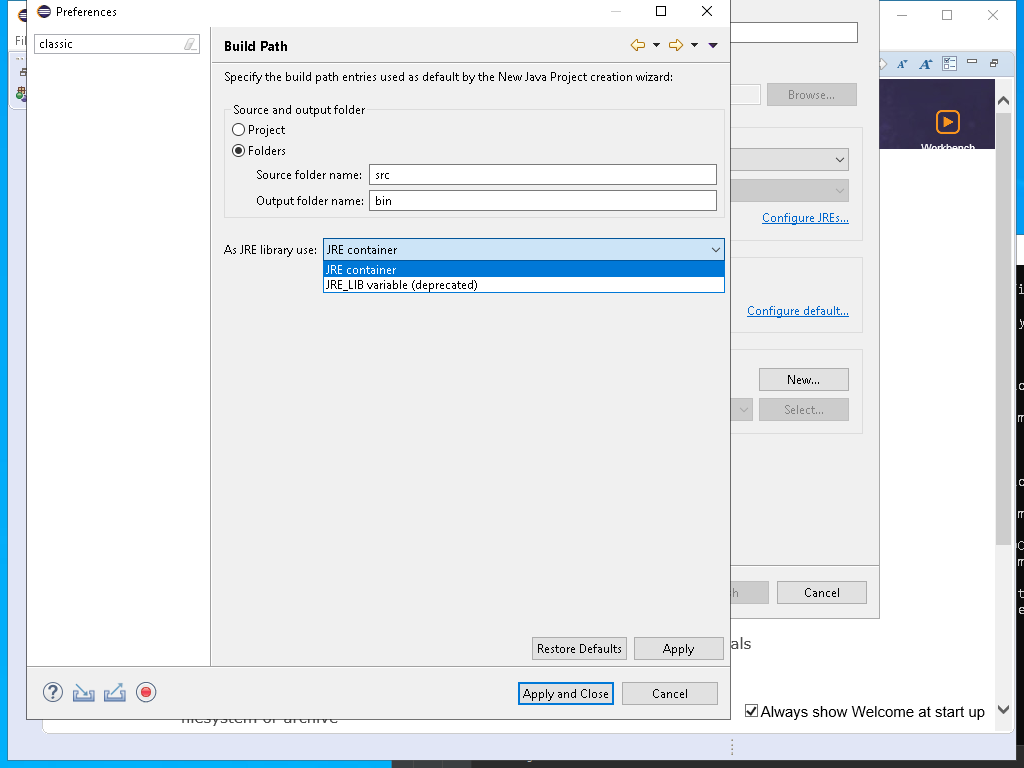 Preferences
Fil
classic
Build Path
Specify the build path entries used as default by the New Java Project creation wizard:
Source and output folder
Project
Folders
Source folder name: src
Output folder name: bin
As JRE library use: JRE container
JRE container
JRE_LIB variable (deprecated)
Restore Defaults
Apply
Apply and Close
Cancel
Browse...
Configure JREs...
Configure default...
New...
Select...
Cancel
Workbench
als
filesystem or archive
Always show Welcome at start up